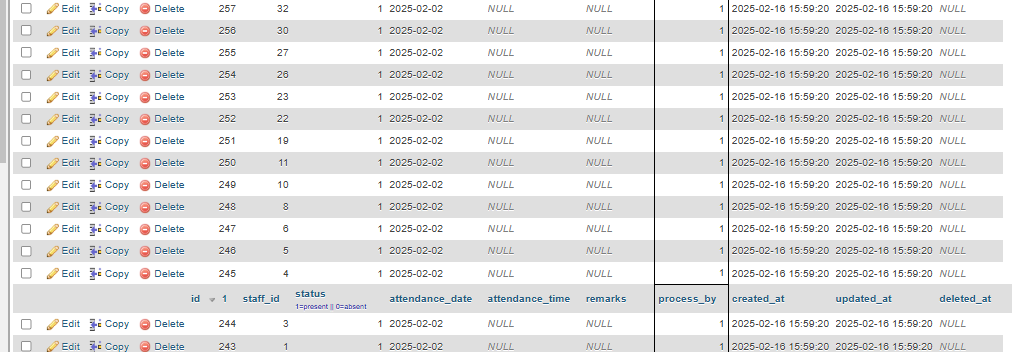 Edit Copy Delete 257 32 1 2025-02-02 NULL NULL 1 2025-02-16 15:59:20 2025-02-16 15:59:20 NULL
Edit Copy Delete 256 30 1 2025-02-02 NULL NULL 1 2025-02-16 15:59:20 2025-02-16 15:59:20 NULL
Edit Copy Delete 255 27 1 2025-02-02 NULL NULL 1 2025-02-16 15:59:20 2025-02-16 15:59:20 NULL
Edit Copy Delete 254 26 1 2025-02-02 NULL NULL 1 2025-02-16 15:59:20 2025-02-16 15:59:20 NULL
Edit Copy Delete 253 23 1 2025-02-02 NULL NULL 1 2025-02-16 15:59:20 2025-02-16 15:59:20 NULL
Edit Copy Delete 252 22 1 2025-02-02 NULL NULL 1 2025-02-16 15:59:20 2025-02-16 15:59:20 NULL
Edit Copy Delete 251 19 1 2025-02-02 NULL NULL 1 2025-02-16 15:59:20 2025-02-16 15:59:20 NULL
Edit Copy Delete 250 11 1 2025-02-02 NULL NULL 1 2025-02-16 15:59:20 2025-02-16 15:59:20 NULL
Edit Copy Delete 249 10 1 2025-02-02 NULL NULL 1 2025-02-16 15:59:20 2025-02-16 15:59:20 NULL
Edit Copy Delete 248 8 1 2025-02-02 NULL NULL 1 2025-02-16 15:59:20 2025-02-16 15:59:20 NULL
Edit Copy Delete 247 6 1 2025-02-02 NULL NULL 1 2025-02-16 15:59:20 2025-02-16 15:59:20 NULL
Edit Copy Delete 246 5 1 2025-02-02 NULL NULL 1 2025-02-16 15:59:20 2025-02-16 15:59:20 NULL
Edit Copy Delete 245 4 1 2025-02-02 NULL NULL 1 2025-02-16 15:59:20 2025-02-16 15:59:20 NULL
id 1 staff_id status attendance_date attendance_time remarks process_by created_at updated_at deleted_at
1=present || 0=absent
Edit Copy Delete 244 3 1 2025-02-02 NULL NULL 1 2025-02-16 15:59:20 2025-02-16 15:59:20 NULL
Edit Copy Delete 243 1 1 2025-02-02 NULL NULL 1 2025-02-16 15:59:20 2025-02-16 15:59:20 NULL